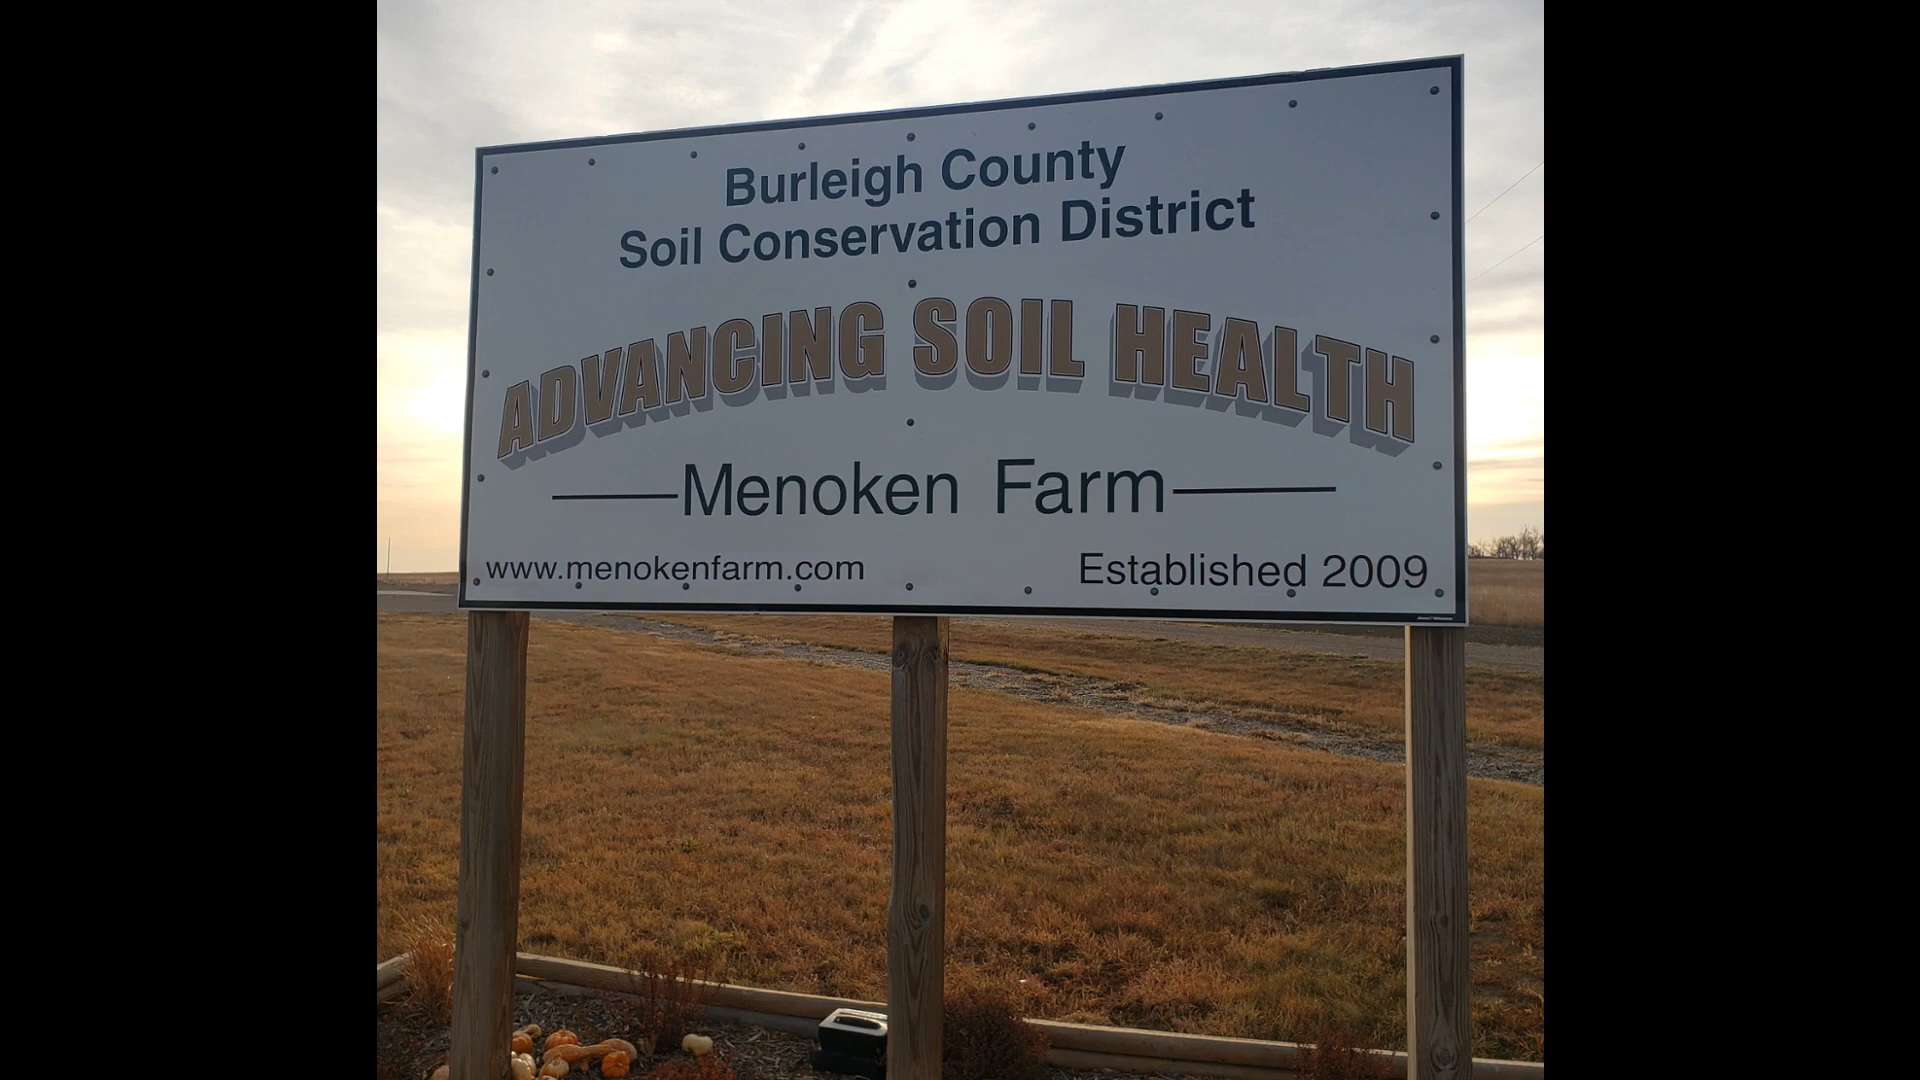 Burleigh County
Soil Conservation District
ADVANCING SOIL HEALTH
Menoken Farm
www.menokenfarm.com
Established 2009